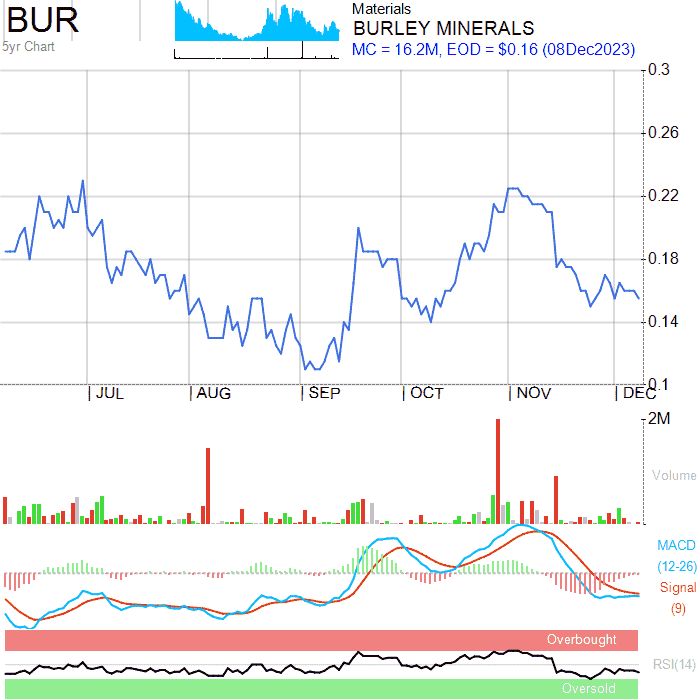 BUR
5yr Chart
Materials
BURLEY MINERALS
MC = 16.2M, EOD = $0.16 (08Dec2023)
0.3
0.26
0.22
0.18
0.14
0.1
JUL AUG SEP OCT NOV DEC
2M
Volume
MACD
(12-26)
Signal
(9)
Overbought
RSI(14)
Oversold